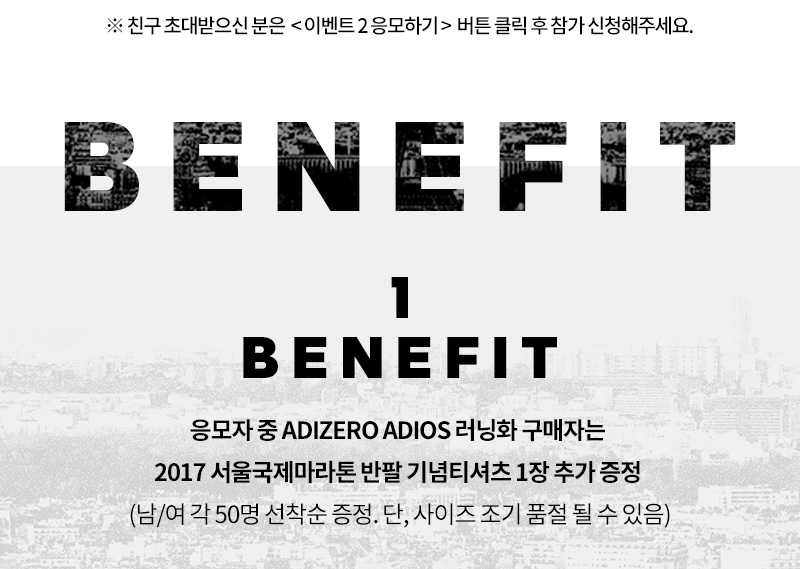 ※ 친구 초대받으신 분은 <이벤트 2 응모하기> 버튼 클릭 후 참가 신청해주세요.
BENEFIT
1
BENEFIT
응모자 중 ADIZERO ADIOS 러닝화 구매자는
2017 서울국제마라톤 반팔 기념티셔츠 1장 추가 증정
(남/여 각 50명 선착순 증정. 단, 사이즈 조기 품절 될 수 있음)